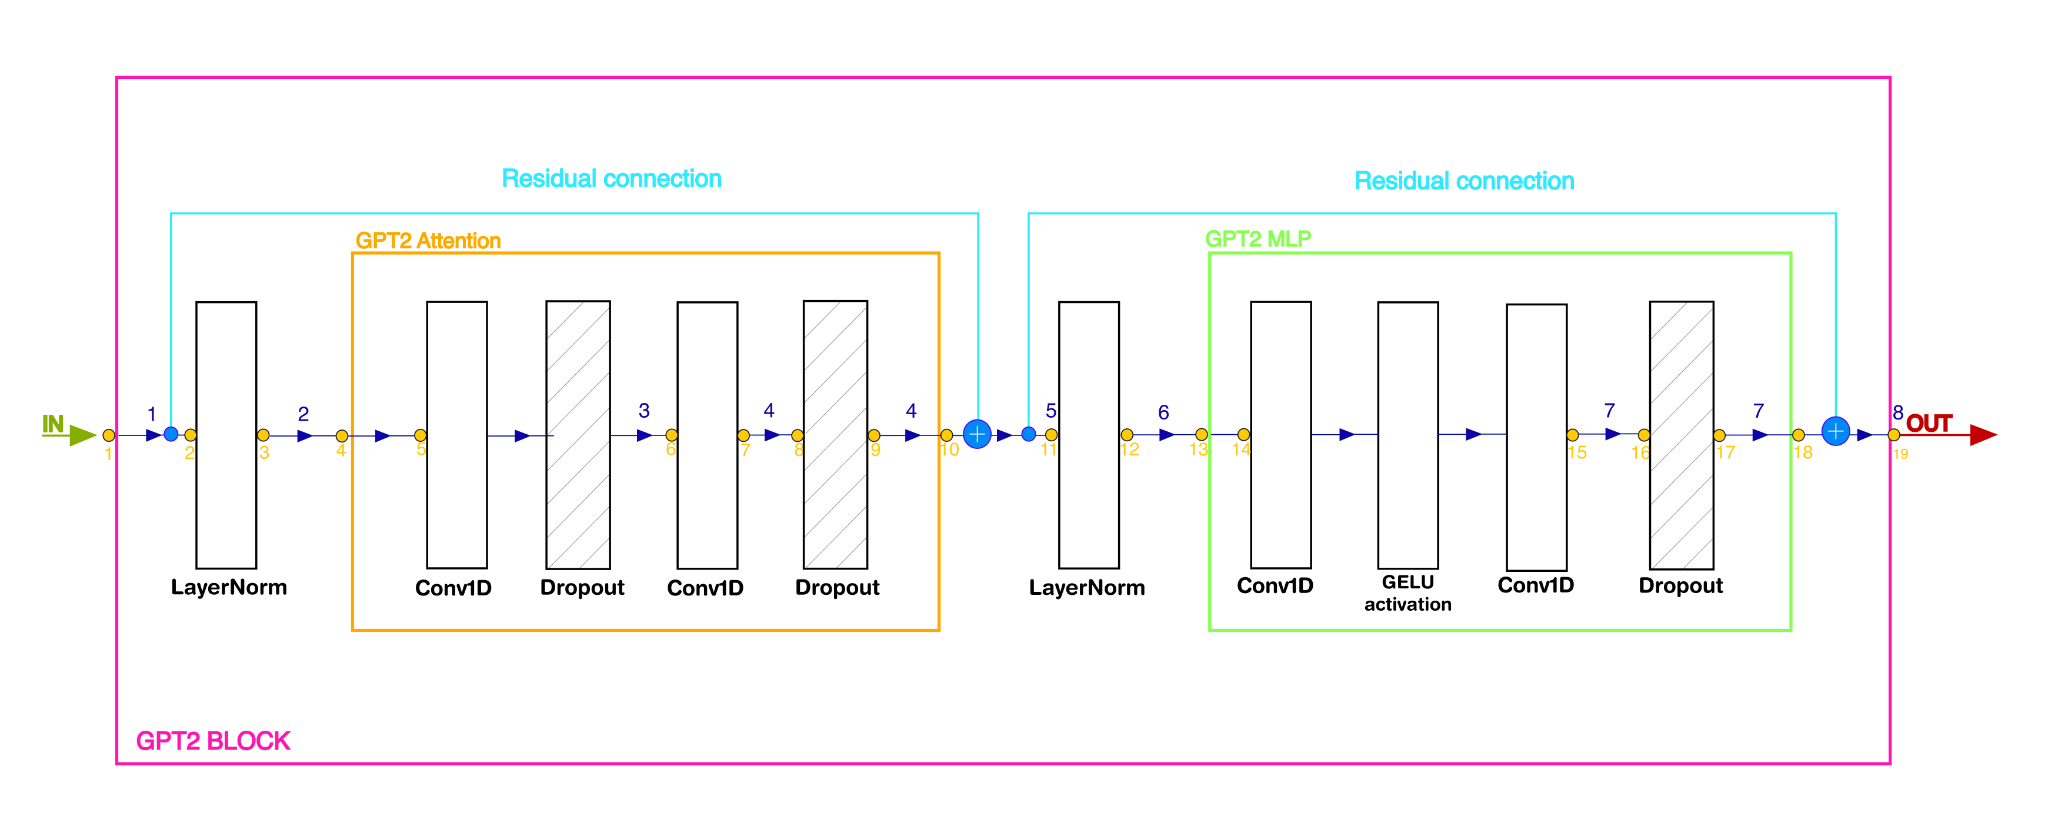 Residual connection
Residual connection
GPT2 Attention
GPT2 MLP
IN
1
2
3
4
4
5
6
7
7
8
OUT
1
2
3
4
5
6
7
8
9
10
11
12
13
14
15
16
17
18
19
LayerNorm
Conv1D
Dropout
Conv1D
Dropout
LayerNorm
Conv1D
GELU
activation
Conv1D
Dropout
GPT2 BLOCK